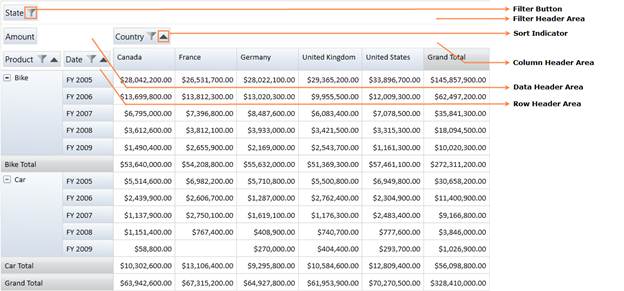 State Filter Button
Filter Header Area
Amount Country Sort Indicator
Product Date Canada France Germany United Kingdom United States Grand Total Column Header Area
Bike FY 2005 $28,042,200.00 $26,531,700.00 $28,022,100.00 $29,365,200.00 $33,896,700.00 $145,857,900.00 Data Header Area
FY 2006 $13,699,800.00 $13,812,300.00 $13,020,300.00 $9,955,500.00 $12,009,300.00 $62,497,200.00 Row Header Area
FY 2007 $6,795,000.00 $7,396,800.00 $8,487,600.00 $6,083,400.00 $7,078,500.00 $35,841,300.00
FY 2008 $3,612,600.00 $3,812,100.00 $3,933,000.00 $3,421,500.00 $3,315,300.00 $18,094,500.00
FY 2009 $1,490,400.00 $2,655,900.00 $2,169,000.00 $2,543,700.00 $1,161,300.00 $10,020,300.00
Bike Total $53,640,000.00 $54,208,800.00 $55,632,000.00 $51,369,300.00 $57,461,100.00 $272,311,200.00
Car FY 2005 $5,514,600.00 $6,982,200.00 $5,710,800.00 $5,500,800.00 $6,949,800.00 $30,658,200.00
FY 2006 $2,439,900.00 $2,606,700.00 $1,287,000.00 $2,762,400.00 $2,304,900.00 $11,400,900.00
FY 2007 $1,137,900.00 $2,750,100.00 $1,619,100.00 $1,176,300.00 $2,483,400.00 $9,166,800.00
FY 2008 $1,151,400.00 $767,400.00 $408,900.00 $740,700.00 $777,600.00 $3,846,000.00
FY 2009 $58,800.00 $270,000.00 $404,400.00 $293,700.00 $1,026,900.00
Car Total $10,302,600.00 $13,106,400.00 $9,295,800.00 $10,584,600.00 $12,809,400.00 $56,098,800.00
Grand Total $63,942,600.00 $67,315,200.00 $64,927,800.00 $61,953,900.00 $70,270,500.00 $328,410,000.00